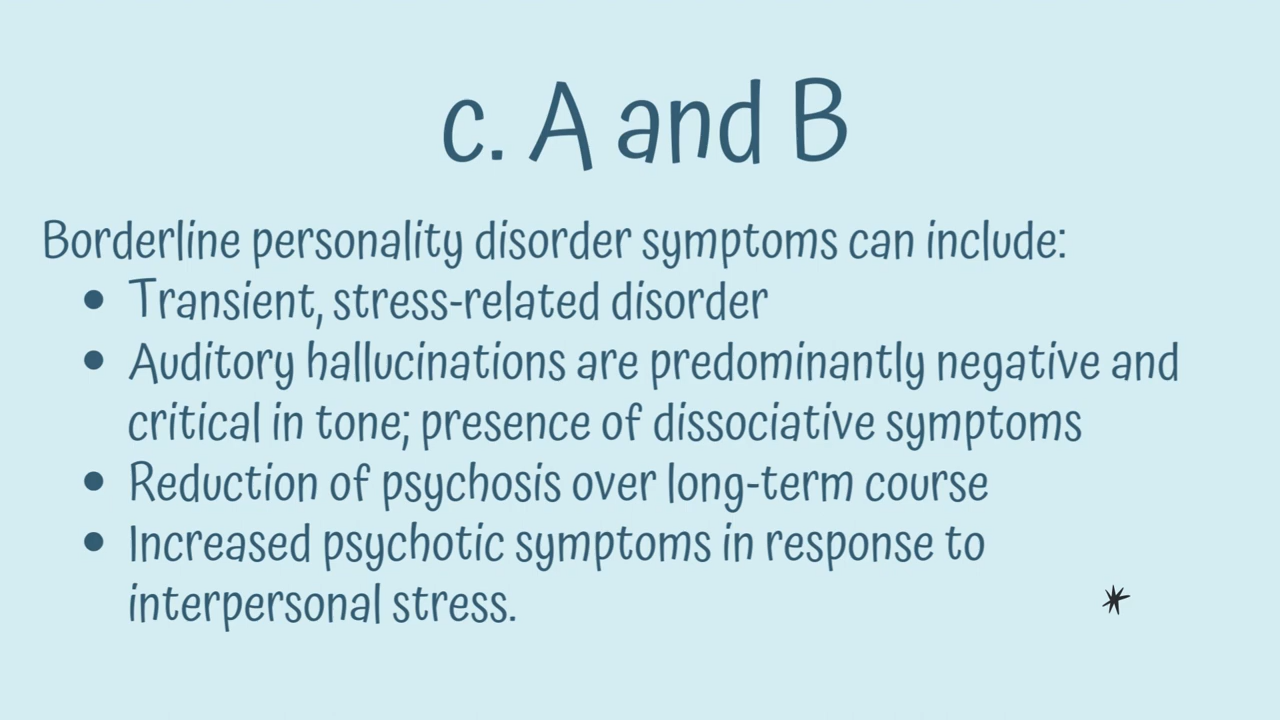 c. A and B
Borderline personality disorder symptoms can include:
• Transient, stress-related disorder
• Auditory hallucinations are predominantly negative and
critical in tone; presence of dissociative symptoms
• Reduction of psychosis over long-term course
• Increased psychotic symptoms in response to
interpersonal stress.